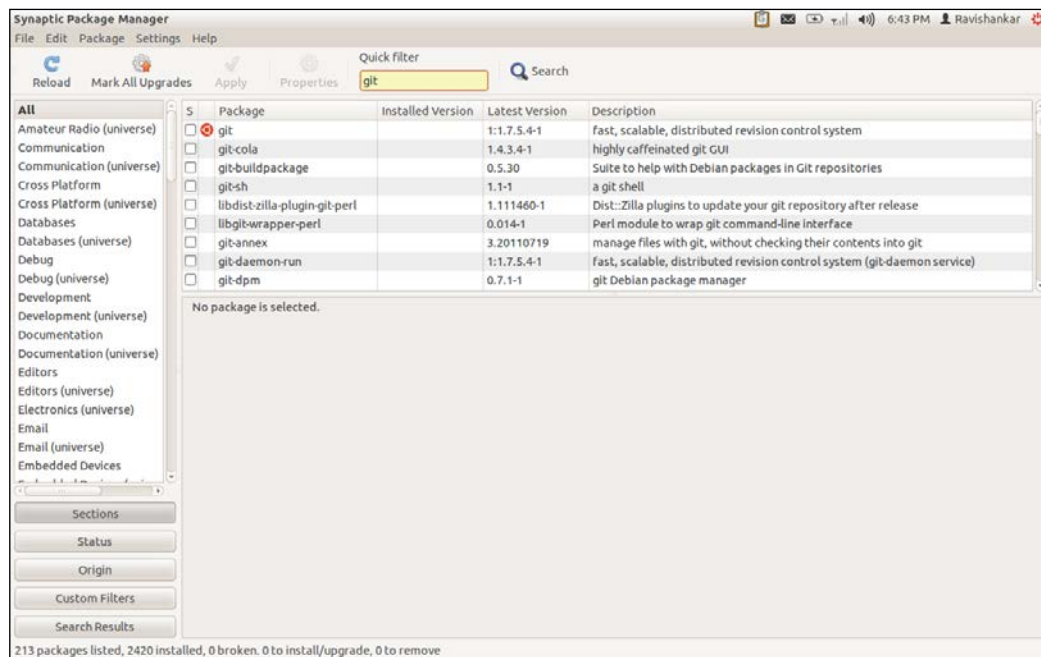 Synaptic Package Manager
6:43 PM Ravishankar
File Edit Package Settings Help
Reload
Mark All Upgrades
Apply
Properties
Quick filter
git
Search
All
Amateur Radio (universe)
Communication
Communication (universe)
Cross Platform
Cross Platform (universe)
Databases
Databases (universe)
Debug
Debug (universe)
Development
Development (universe)
Documentation
Documentation (universe)
Editors
Editors (universe)
Electronics (universe)
Email
Email (universe)
Embedded Devices
Sections
Status
Origin
Custom Filters
Search Results
S Package Installed Version Latest Version Description
git 1:1.7.5.4-1 fast, scalable, distributed revision control system
git-cola 1.4.3.4-1 highly caffeinated git GUI
git-buildpackage 0.5.30 Suite to help with Debian packages in Git repositories
git-sh 1.1-1 a git shell
libdist-zilla-plugin-git-perl 1.111460-1 Dist::Zilla plugins to update your git repository after release
libgit-wrapper-perl 0.014-1 Perl module to wrap git command-line interface
git-annex 3.20110719 manage files with git, without checking their contents into git
git-daemon-run 1:1.7.5.4-1 fast, scalable, distributed revision control system (git-daemon service)
git-dpm 0.7.1-1 git Debian package manager
No package is selected.
213 packages listed, 2420 installed, 0 broken. 0 to install/upgrade, 0 to remove